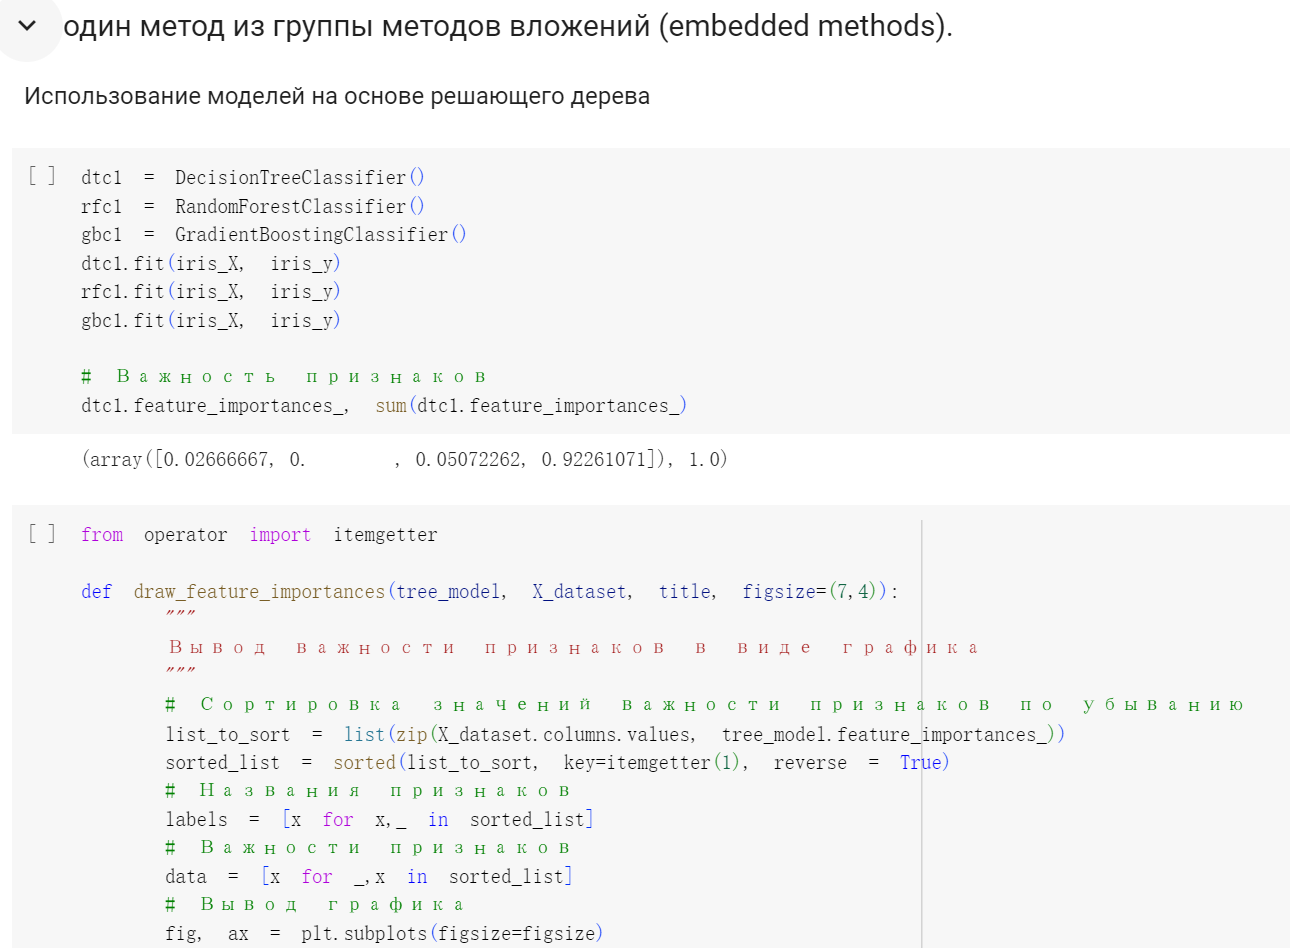 один метод из группы методов вложений (embedded methods).
Использование моделей на основе решающего дерева
[ ] dtc1 = DecisionTreeClassifier()
rfc1 = RandomForestClassifier()
gbc1 = GradientBoostingClassifier()
dtc1.fit(iris_X, iris_y)
rfc1.fit(iris_X, iris_y)
gbc1.fit(iris_X, iris_y)
# Важность признаков
dtc1.feature_importances_, sum(dtc1.feature_importances_)
(array([0.02666667, 0. , 0.05072262, 0.92261071]), 1.0)
[ ] from operator import itemgetter
def draw_feature_importances(tree_model, X_dataset, title, figsize=(7,4)):
"""
Вывод важности признаков в виде графика
"""
# Сортировка значений важности признаков по убыванию
list_to_sort = list(zip(X_dataset.columns.values, tree_model.feature_importances_))
sorted_list = sorted(list_to_sort, key=itemgetter(1), reverse = True)
# Названия признаков
labels = [x for x,_ in sorted_list]
# Важности признаков
data = [x for _,x in sorted_list]
# Вывод графика
fig, ax = plt.subplots(figsize=figsize)